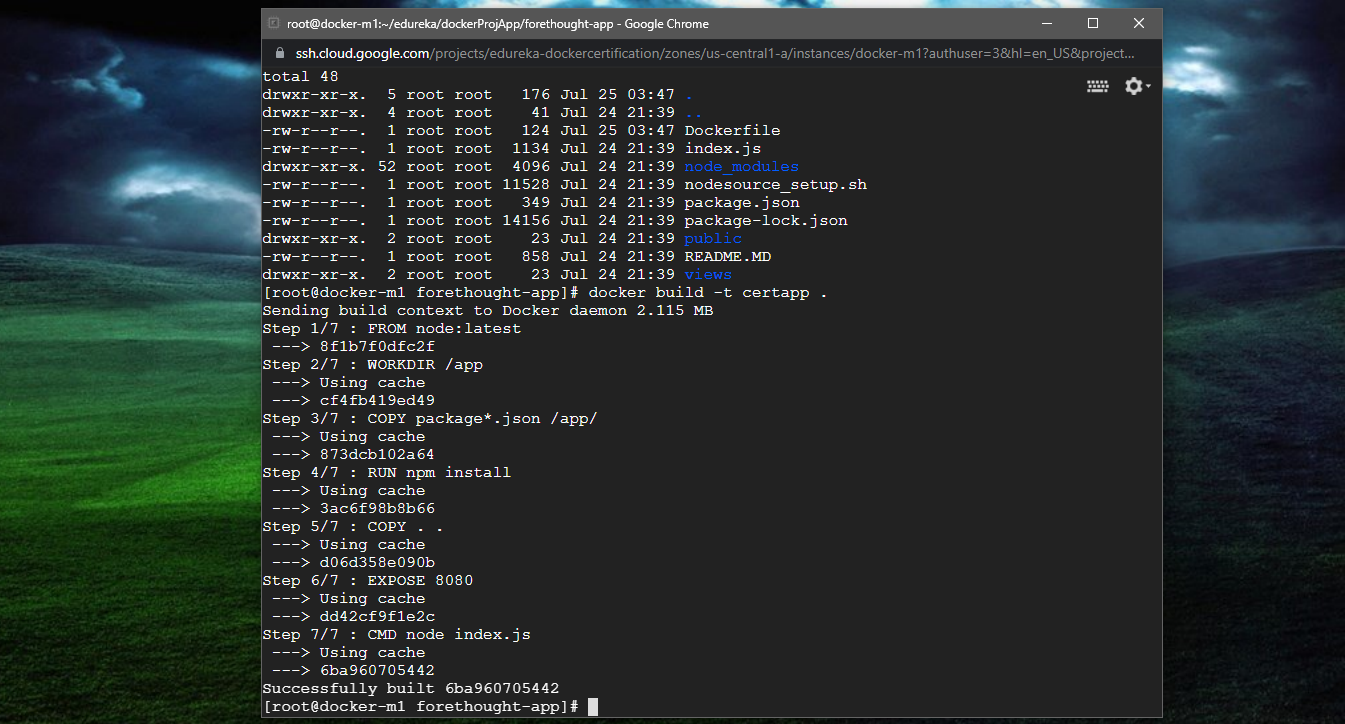 root@docker-m1:~/edureka/dockerProjApp/forethought-app - Google Chrome
ssh.cloud.google.com/projects/edureka-dockercertification/zones/us-central1-a/instances/docker-m1?authuser=3&hl=en_US&project...
total 48
drwxr-xr-x.  5 root root   176 Jul 25 03:47 .
drwxr-xr-x.  4 root root    41 Jul 24 21:39 ..
-rw-r--r--.  1 root root   124 Jul 25 03:47 Dockerfile
-rw-r--r--.  1 root root  1134 Jul 24 21:39 index.js
drwxr-xr-x. 52 root root  4096 Jul 24 21:39 node_modules
-rw-r--r--.  1 root root 11528 Jul 24 21:39 nodesource_setup.sh
-rw-r--r--.  1 root root   349 Jul 24 21:39 package.json
-rw-r--r--.  1 root root 14156 Jul 24 21:39 package-lock.json
drwxr-xr-x.  2 root root    23 Jul 24 21:39 public
-rw-r--r--.  1 root root   858 Jul 24 21:39 README.MD
drwxr-xr-x.  2 root root    23 Jul 24 21:39 views
[root@docker-m1 forethought-app]# docker build -t certapp .
Sending build context to Docker daemon 2.115 MB
Step 1/7 : FROM node:latest
 ---> 8f1b7f0dfc2f
Step 2/7 : WORKDIR /app
 ---> Using cache
 ---> cf4fb419ed49
Step 3/7 : COPY package*.json /app/
 ---> Using cache
 ---> 873dcb102a64
Step 4/7 : RUN npm install
 ---> Using cache
 ---> 3ac6f98b8b66
Step 5/7 : COPY . .
 ---> Using cache
 ---> d06d358e090b
Step 6/7 : EXPOSE 8080
 ---> Using cache
 ---> dd42cf9f1e2c
Step 7/7 : CMD node index.js
 ---> Using cache
 ---> 6ba960705442
Successfully built 6ba960705442
[root@docker-m1 forethought-app]#